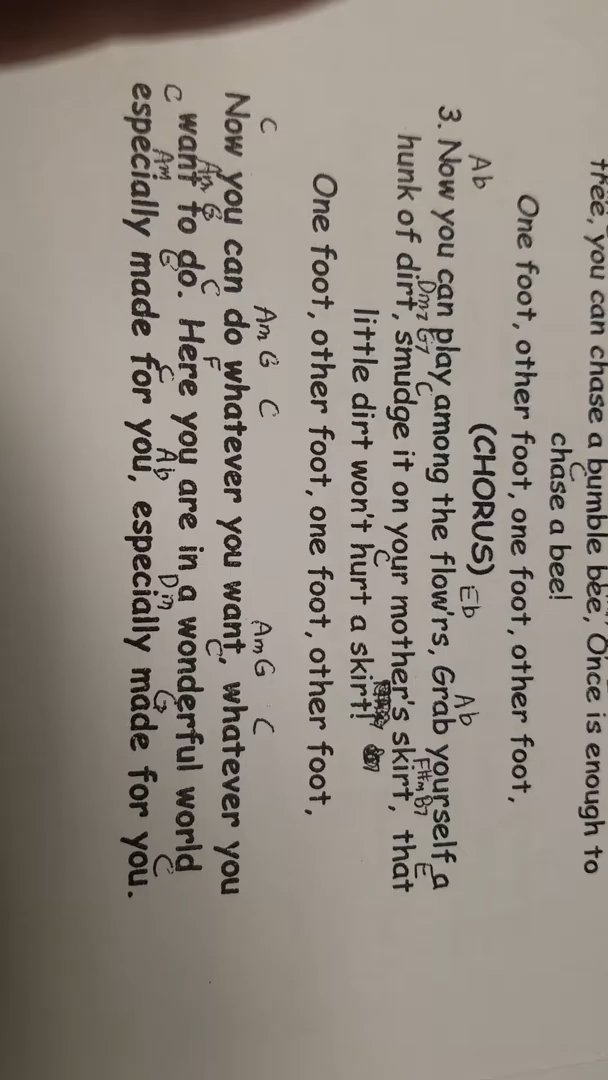 tree, you can chase a bumble bee, Once is enough to
C
chase a bee!
One foot, other foot, one foot, other foot,
(CHORUS)
Ab Eb Ab
3. Now you can play among the flow'rs, Grab yourself a
Dm7 G7 C F#m B7 E
hunk of dirt, smudge it on your mother's skirt, that
C
little dirt won't hurt a skirt!
One foot, other foot, one foot, other foot,
C Am G C Am G C
Now you can do whatever you want, whatever you
Am G C F C
want to do. Here you are in a wonderful world
C Am G C Ab Dm G C
especially made for you, especially made for you.